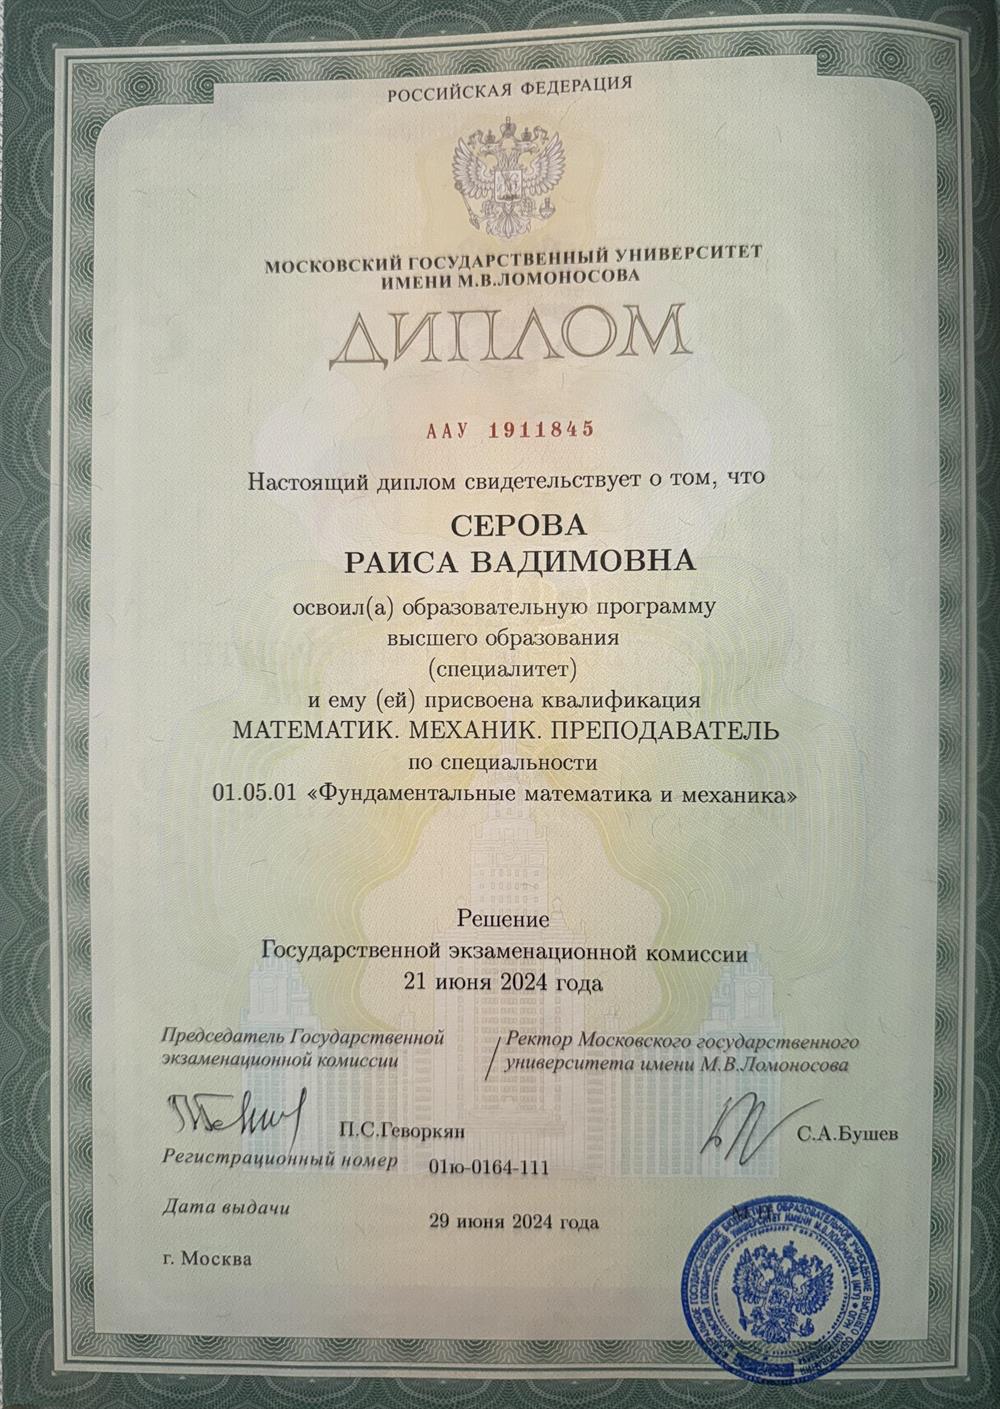 РОССИЙСКАЯ ФЕДЕРАЦИЯ
МОСКОВСКИЙ ГОСУДАРСТВЕННЫЙ УНИВЕРСИТЕТ
ИМЕНИ М.В.ЛОМОНОСОВА
ДИПЛОМ
ААУ 1911845
Настоящий диплом свидетельствует о том, что
СЕРОВА
РАИСА ВАДИМОВНА
освоил(а) образовательную программу
высшего образования
(специалитет)
и ему (ей) присвоена квалификация
МАТЕМАТИК. МЕХАНИК. ПРЕПОДАВАТЕЛЬ
по специальности
01.05.01 «Фундаментальные математика и механика»
Решение
Государственной экзаменационной комиссии
21 июня 2024 года
Председатель Государственной
экзаменационной комиссии
/ Ректор Московского государственного
университета имени М.В.Ломоносова
П.С.Геворкян
С.А.Бушев
Регистрационный номер 01ю-0164-111
Дата выдачи
29 июня 2024 года
г. Москва